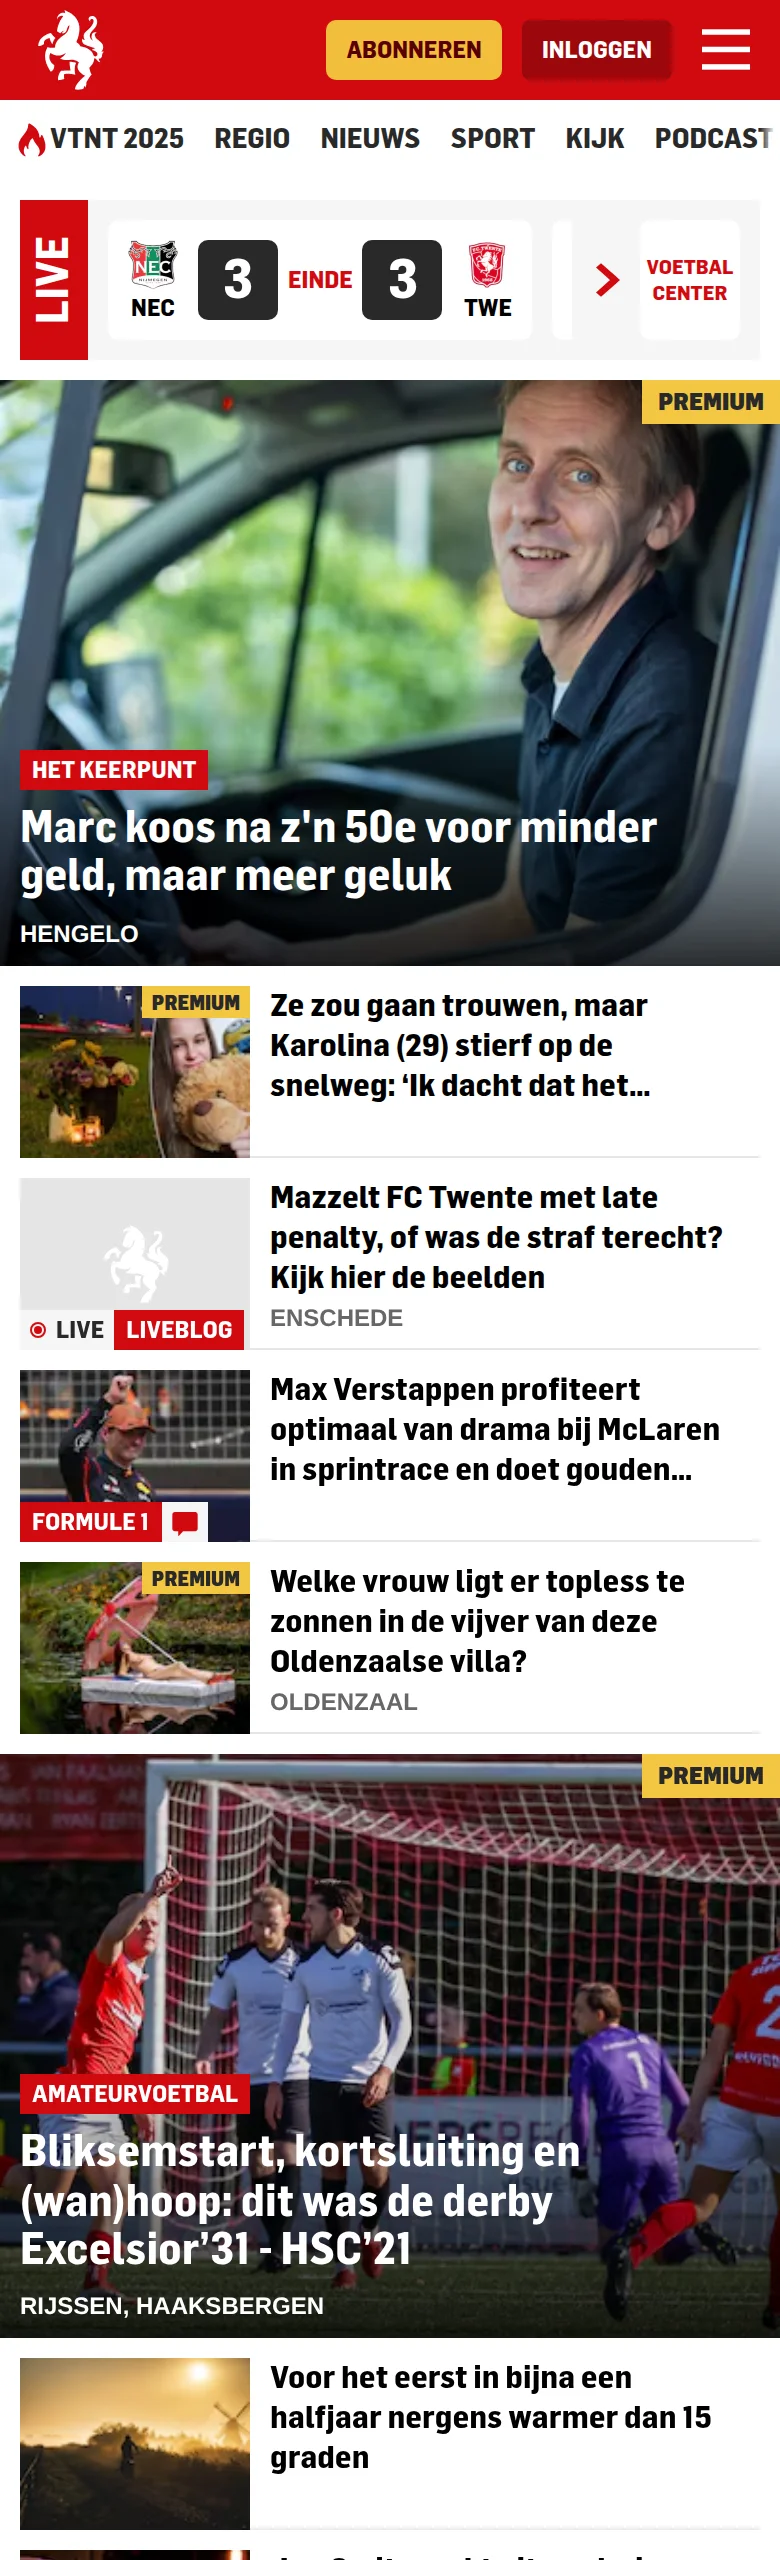 ABONNEREN
INLOGGEN
VTNT 2025 REGIO NIEUWS SPORT KIJK PODCAST
LIVE
NEC
NIJMEGEN
NEC
3
EINDE
3
TWE
VOETBAL
CENTER
PREMIUM
HET KEERPUNT
Marc koos na z'n 50e voor minder
geld, maar meer geluk
HENGELO
PREMIUM
Ze zou gaan trouwen, maar
Karolina (29) stierf op de
snelweg: ‘Ik dacht dat het...
LIVE LIVEBLOG
Mazzelt FC Twente met late
penalty, of was de straf terecht?
Kijk hier de beelden
ENSCHEDE
FORMULE 1
Max Verstappen profiteert
optimaal van drama bij McLaren
in sprintrace en doet gouden...
PREMIUM
Welke vrouw ligt er topless te
zonnen in de vijver van deze
Oldenzaalse villa?
OLDENZAAL
PREMIUM
AMATEURVOETBAL
Bliksemstart, kortsluiting en
(wan)hoop: dit was de derby
Excelsior’31 - HSC’21
RIJSSEN, HAAKSBERGEN
Voor het eerst in bijna een
halfjaar nergens warmer dan 15
graden